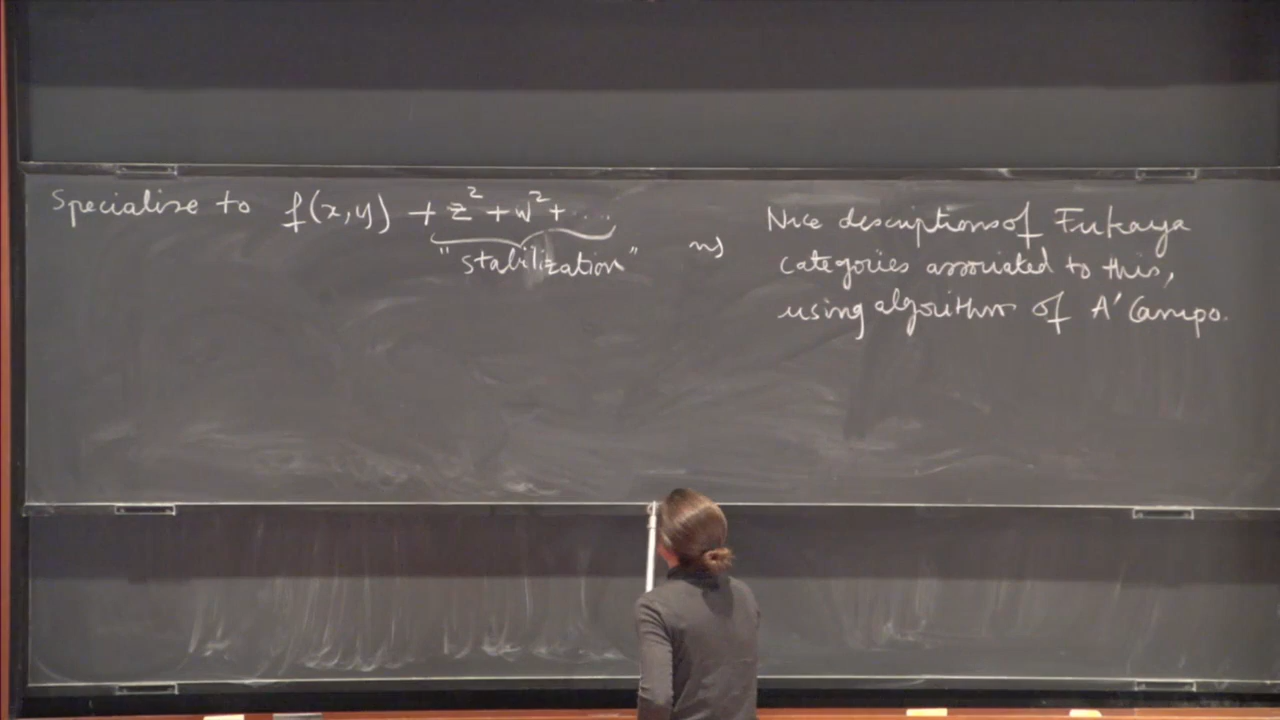 Specialise to f(x,y) + z² + w² + ...
"stabilization"
⇝ Nice descriptions of Fukaya
categories associated to this,
using algorithm of A'Campo.